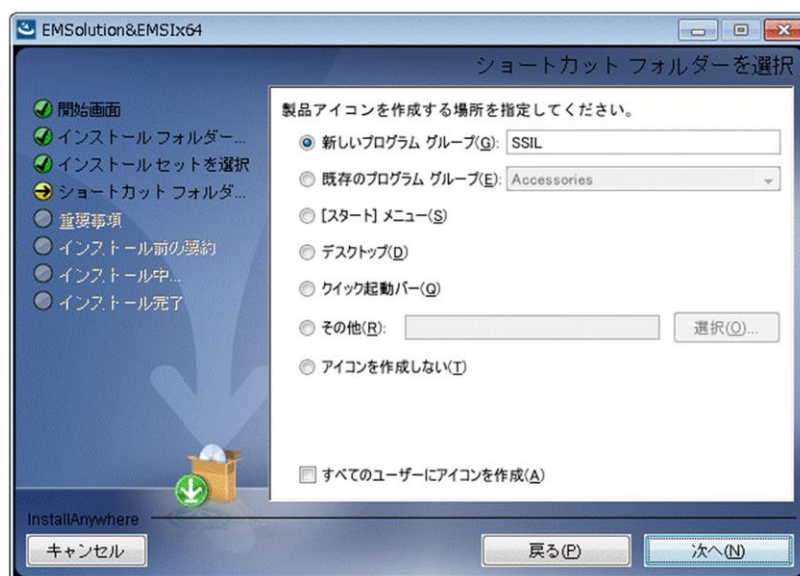 EMSolution&EMSIx64
ショートカット フォルダーを選択
開始画面
インストール フォルダー...
インストール セットを選択
ショートカット フォルダ...
重要事項
インストール前の要約
インストール中...
インストール完了
製品アイコンを作成する場所を指定してください。
新しいプログラム グループ(G): SSIL
既存のプログラム グループ(E): Accessories
[スタート] メニュー(S)
デスクトップ(D)
クイック起動バー(Q)
その他(R): 選択(O)...
アイコンを作成しない(T)
すべてのユーザーにアイコンを作成(A)
InstallAnywhere
キャンセル 戻る(P) 次へ(N)